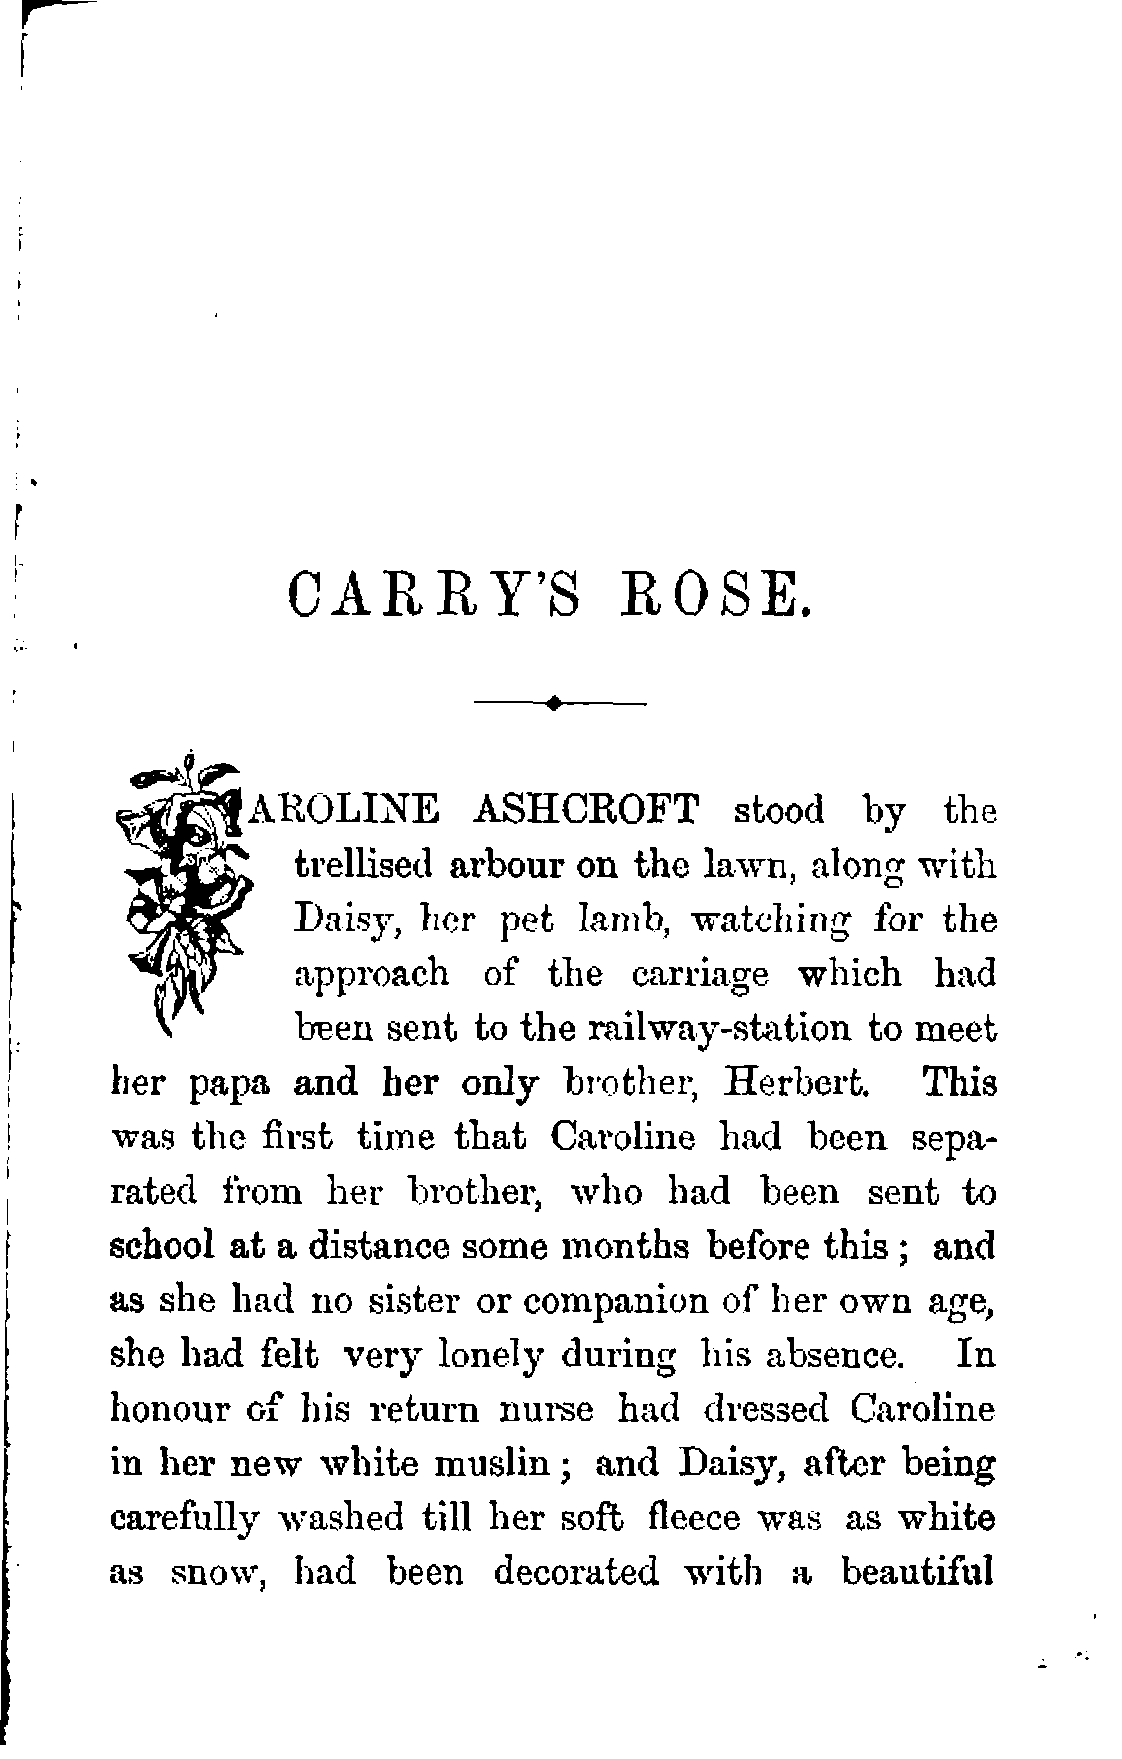 CARRY'S ROSE.
CAROLINE ASHCROFT stood by the
trellised arbour on the lawn, along with
Daisy, her pet lamb, watching for the
approach of the carriage which had
been sent to the railway-station to meet
her papa and her only brother, Herbert. This
was the first time that Caroline had been sepa-
rated from her brother, who had been sent to
school at a distance some months before this; and
as she had no sister or companion of her own age,
she had felt very lonely during his absence. In
honour of his return nurse had dressed Caroline
in her new white muslin; and Daisy, after being
carefully washed till her soft fleece was as white
as snow, had been decorated with a beautiful